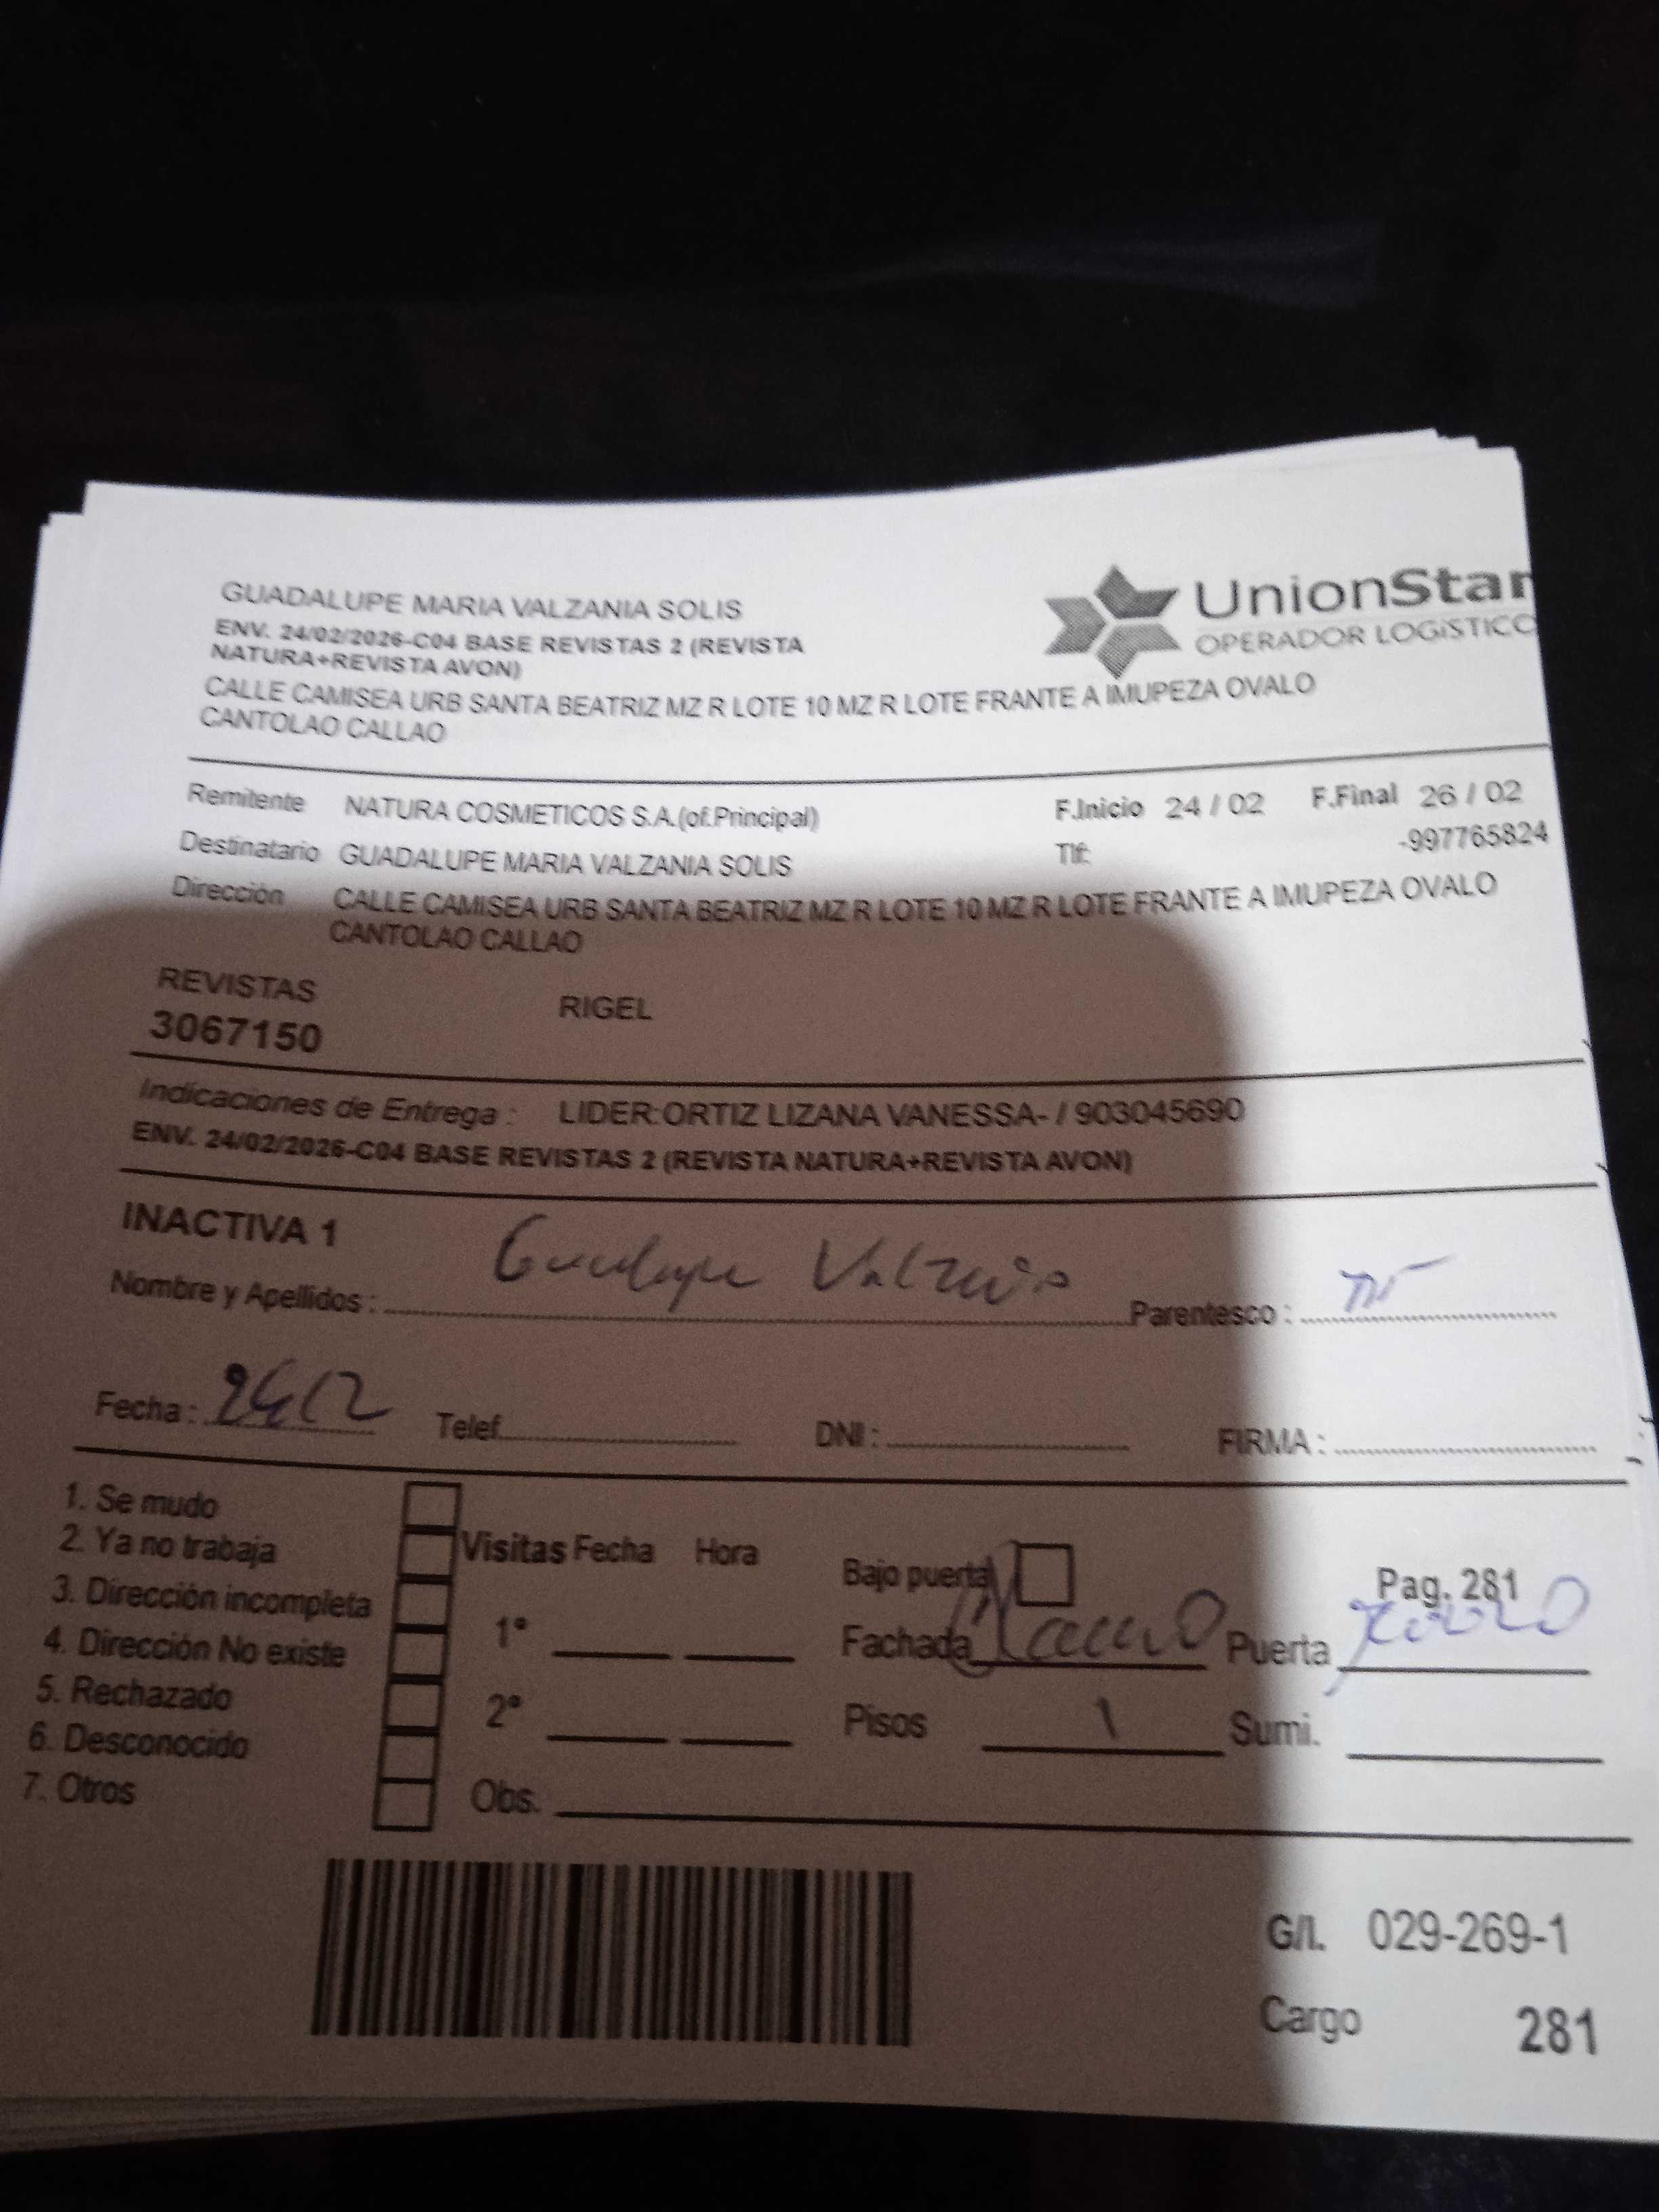 GUADALUPE MARIA VALZANIA SOLIS
UnionStar
OPERADOR LOGíSTICO
ENV. 24/02/2026-C04 BASE REVISTAS 2 (REVISTA
NATURA+REVISTA AVON)
CALLE CAMISEA URB SANTA BEATRIZ MZ R LOTE 10 MZ R LOTE FRANTE A IMUPEZA OVALO
CANTOLAO CALLAO
Remitente NATURA COSMETICOS S.A.(of.Principal) F.Inicio 24 / 02 F.Final 26 / 02
Destinatario GUADALUPE MARIA VALZANIA SOLIS Tlf: -997765824
Dirección CALLE CAMISEA URB SANTA BEATRIZ MZ R LOTE 10 MZ R LOTE FRANTE A IMUPEZA OVALO
CANTOLAO CALLAO
REVISTAS RIGEL
3067150
Indicaciones de Entrega : LIDER:ORTIZ LIZANA VANESSA- / 903045690
ENV. 24/02/2026-C04 BASE REVISTAS 2 (REVISTA NATURA+REVISTA AVON)
INACTIVA 1
Nombre y Apellidos : Guadalupe Valzania Parentesco :
Fecha : Telef. DNI : FIRMA :
1. Se mudo
2. Ya no trabaja
3. Dirección incompleta
4. Dirección No existe
5. Rechazado
6. Desconocido
7. Otros
Visitas Fecha Hora
1°
2°
Obs.
Bajo puerta Pag. 281
Fachada Puerta
Pisos 1 Sumi.
G/I. 029-269-1
Cargo 281